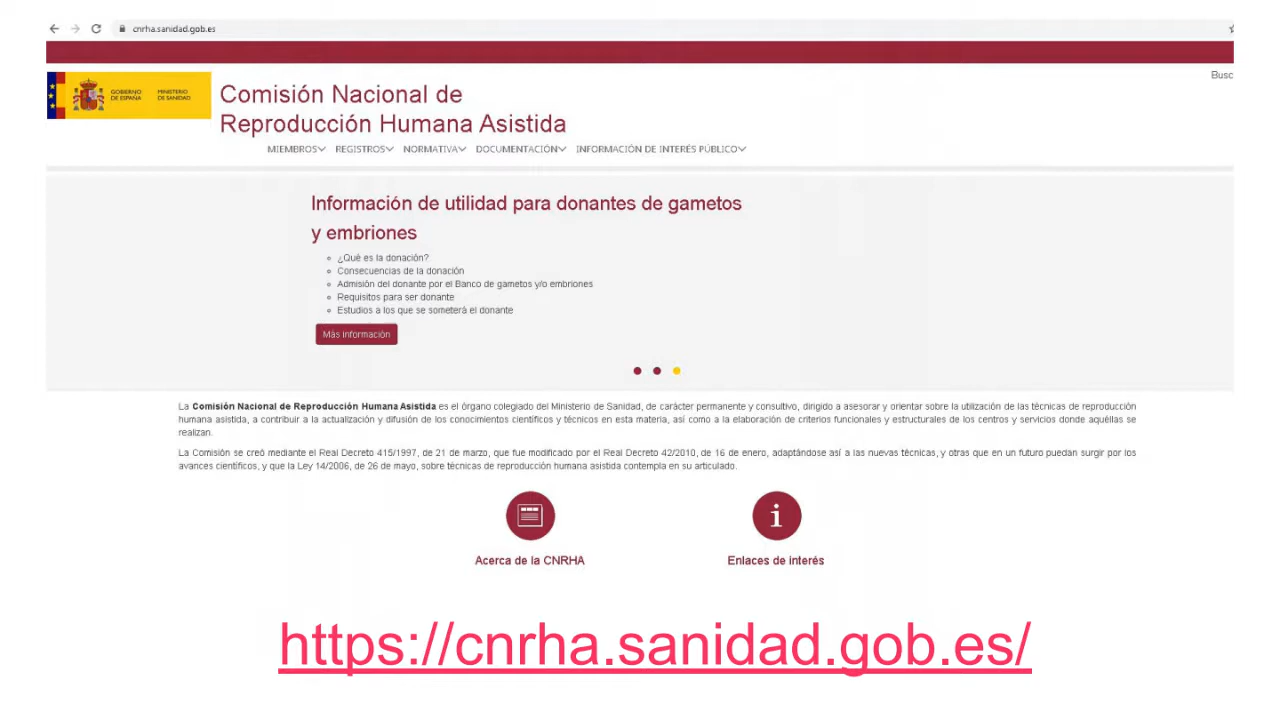 cnrha.sanidad.gob.es
Busc
GOBIERNO
DE ESPAÑA
MINISTERIO
DE SANIDAD
Comisión Nacional de
Reproducción Humana Asistida
MIEMBROS REGISTROS NORMATIVA DOCUMENTACIÓN INFORMACIÓN DE INTERÉS PÚBLICO
Información de utilidad para donantes de gametos
y embriones
¿Qué es la donación?
Consecuencias de la donación
Admisión del donante por el Banco de gametos y/o embriones
Requisitos para ser donante
Estudios a los que se someterá el donante
Más información
La Comisión Nacional de Reproducción Humana Asistida es el órgano colegiado del Ministerio de Sanidad, de carácter permanente y consultivo, dirigido a asesorar y orientar sobre la utilización de las técnicas de reproducción
humana asistida, a contribuir a la actualización y difusión de los conocimientos científicos y técnicos en esta materia, así como a la elaboración de criterios funcionales y estructurales de los centros y servicios donde aquéllas se
realizan.
La Comisión se creó mediante el Real Decreto 415/1997, de 21 de marzo, que fue modificado por el Real Decreto 42/2010, de 16 de enero, adaptándose así a las nuevas técnicas, y otras que en un futuro puedan surgir por los
avances científicos, y que la Ley 14/2006, de 26 de mayo, sobre técnicas de reproducción humana asistida contempla en su articulado.
Acerca de la CNRHA
Enlaces de interés
https://cnrha.sanidad.gob.es/